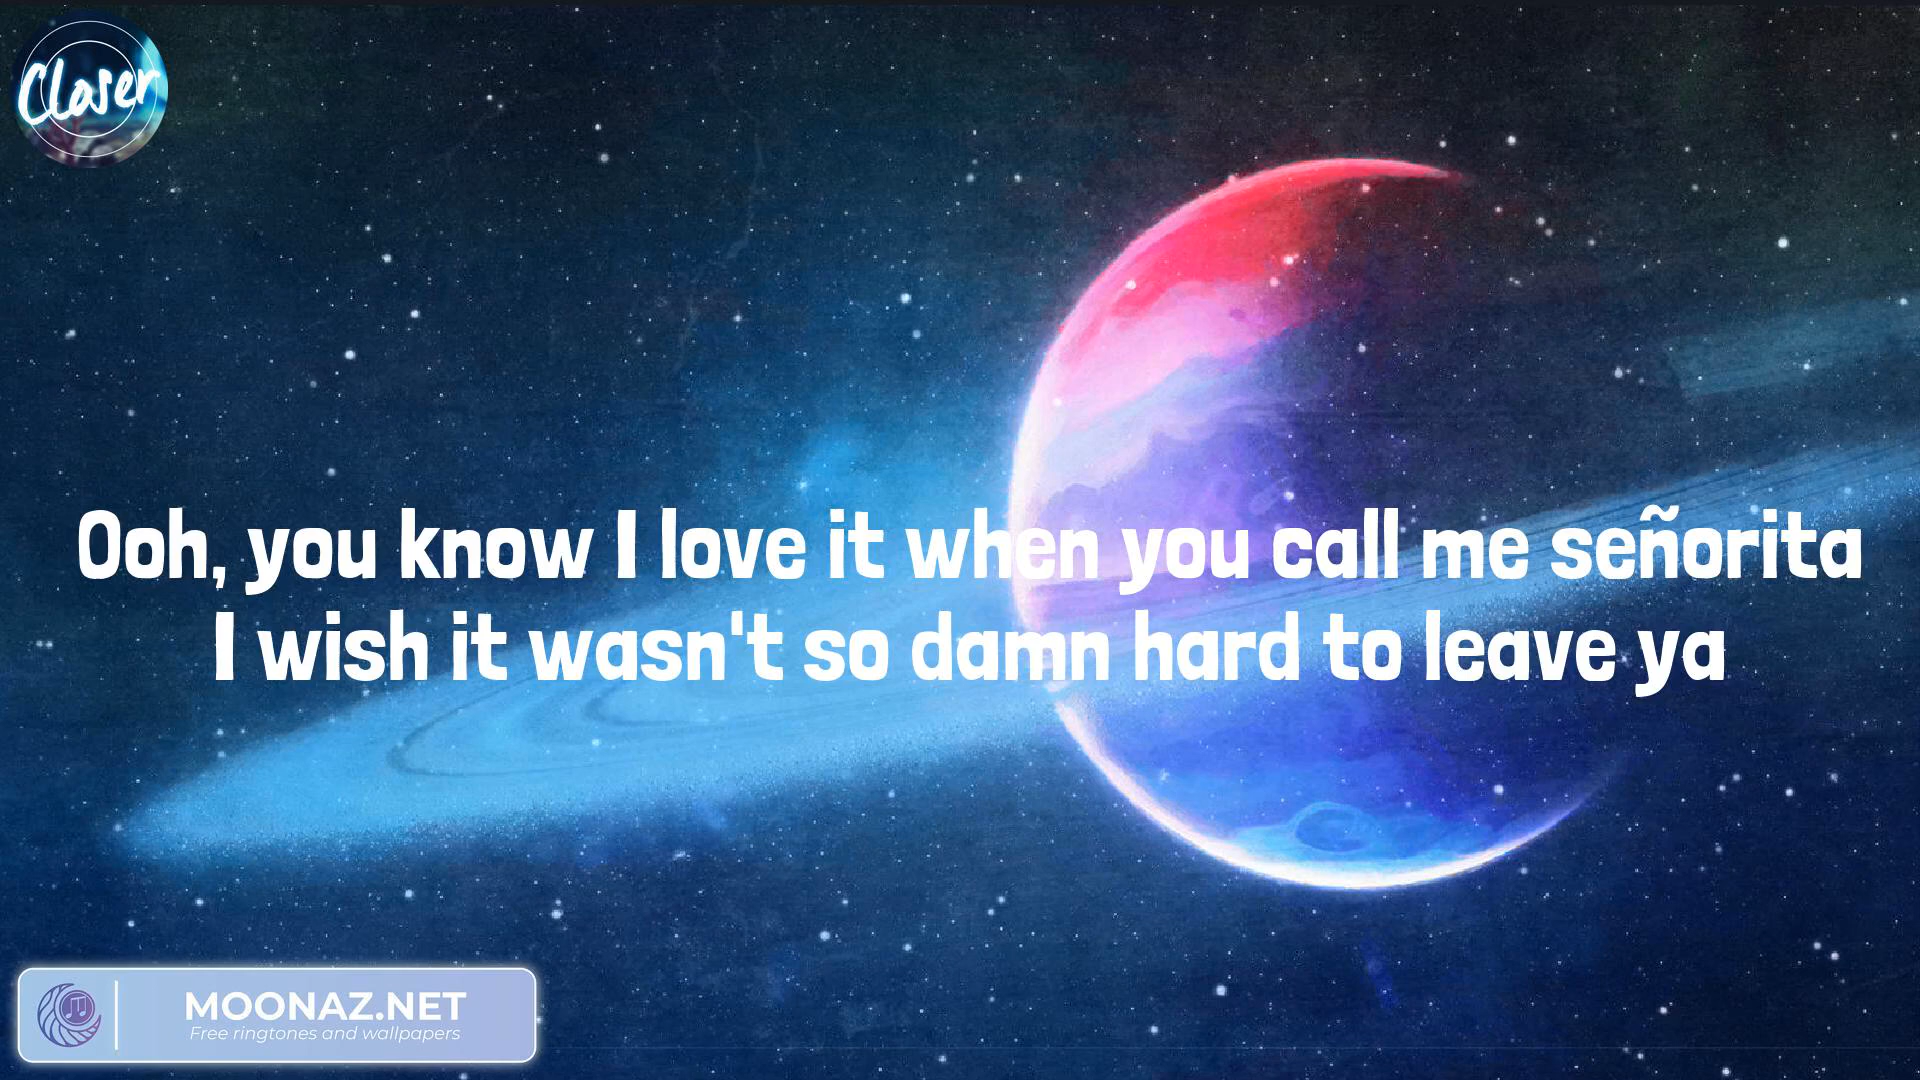 Closer
Ooh, you know I love it when you call me señorita
I wish it wasn't so damn hard to leave ya
MOONAZ.NET
Free ringtones and wallpapers